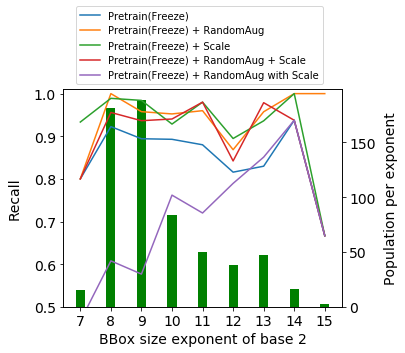 Pretrain(Freeze)
Pretrain(Freeze) + RandomAug
Pretrain(Freeze) + Scale
Pretrain(Freeze) + RandomAug + Scale
Pretrain(Freeze) + RandomAug with Scale
1.0
0.9
0.8
0.7
0.6
0.5
Recall
150
100
50
0
Population per exponent
7 8 9 10 11 12 13 14 15
BBox size exponent of base 2